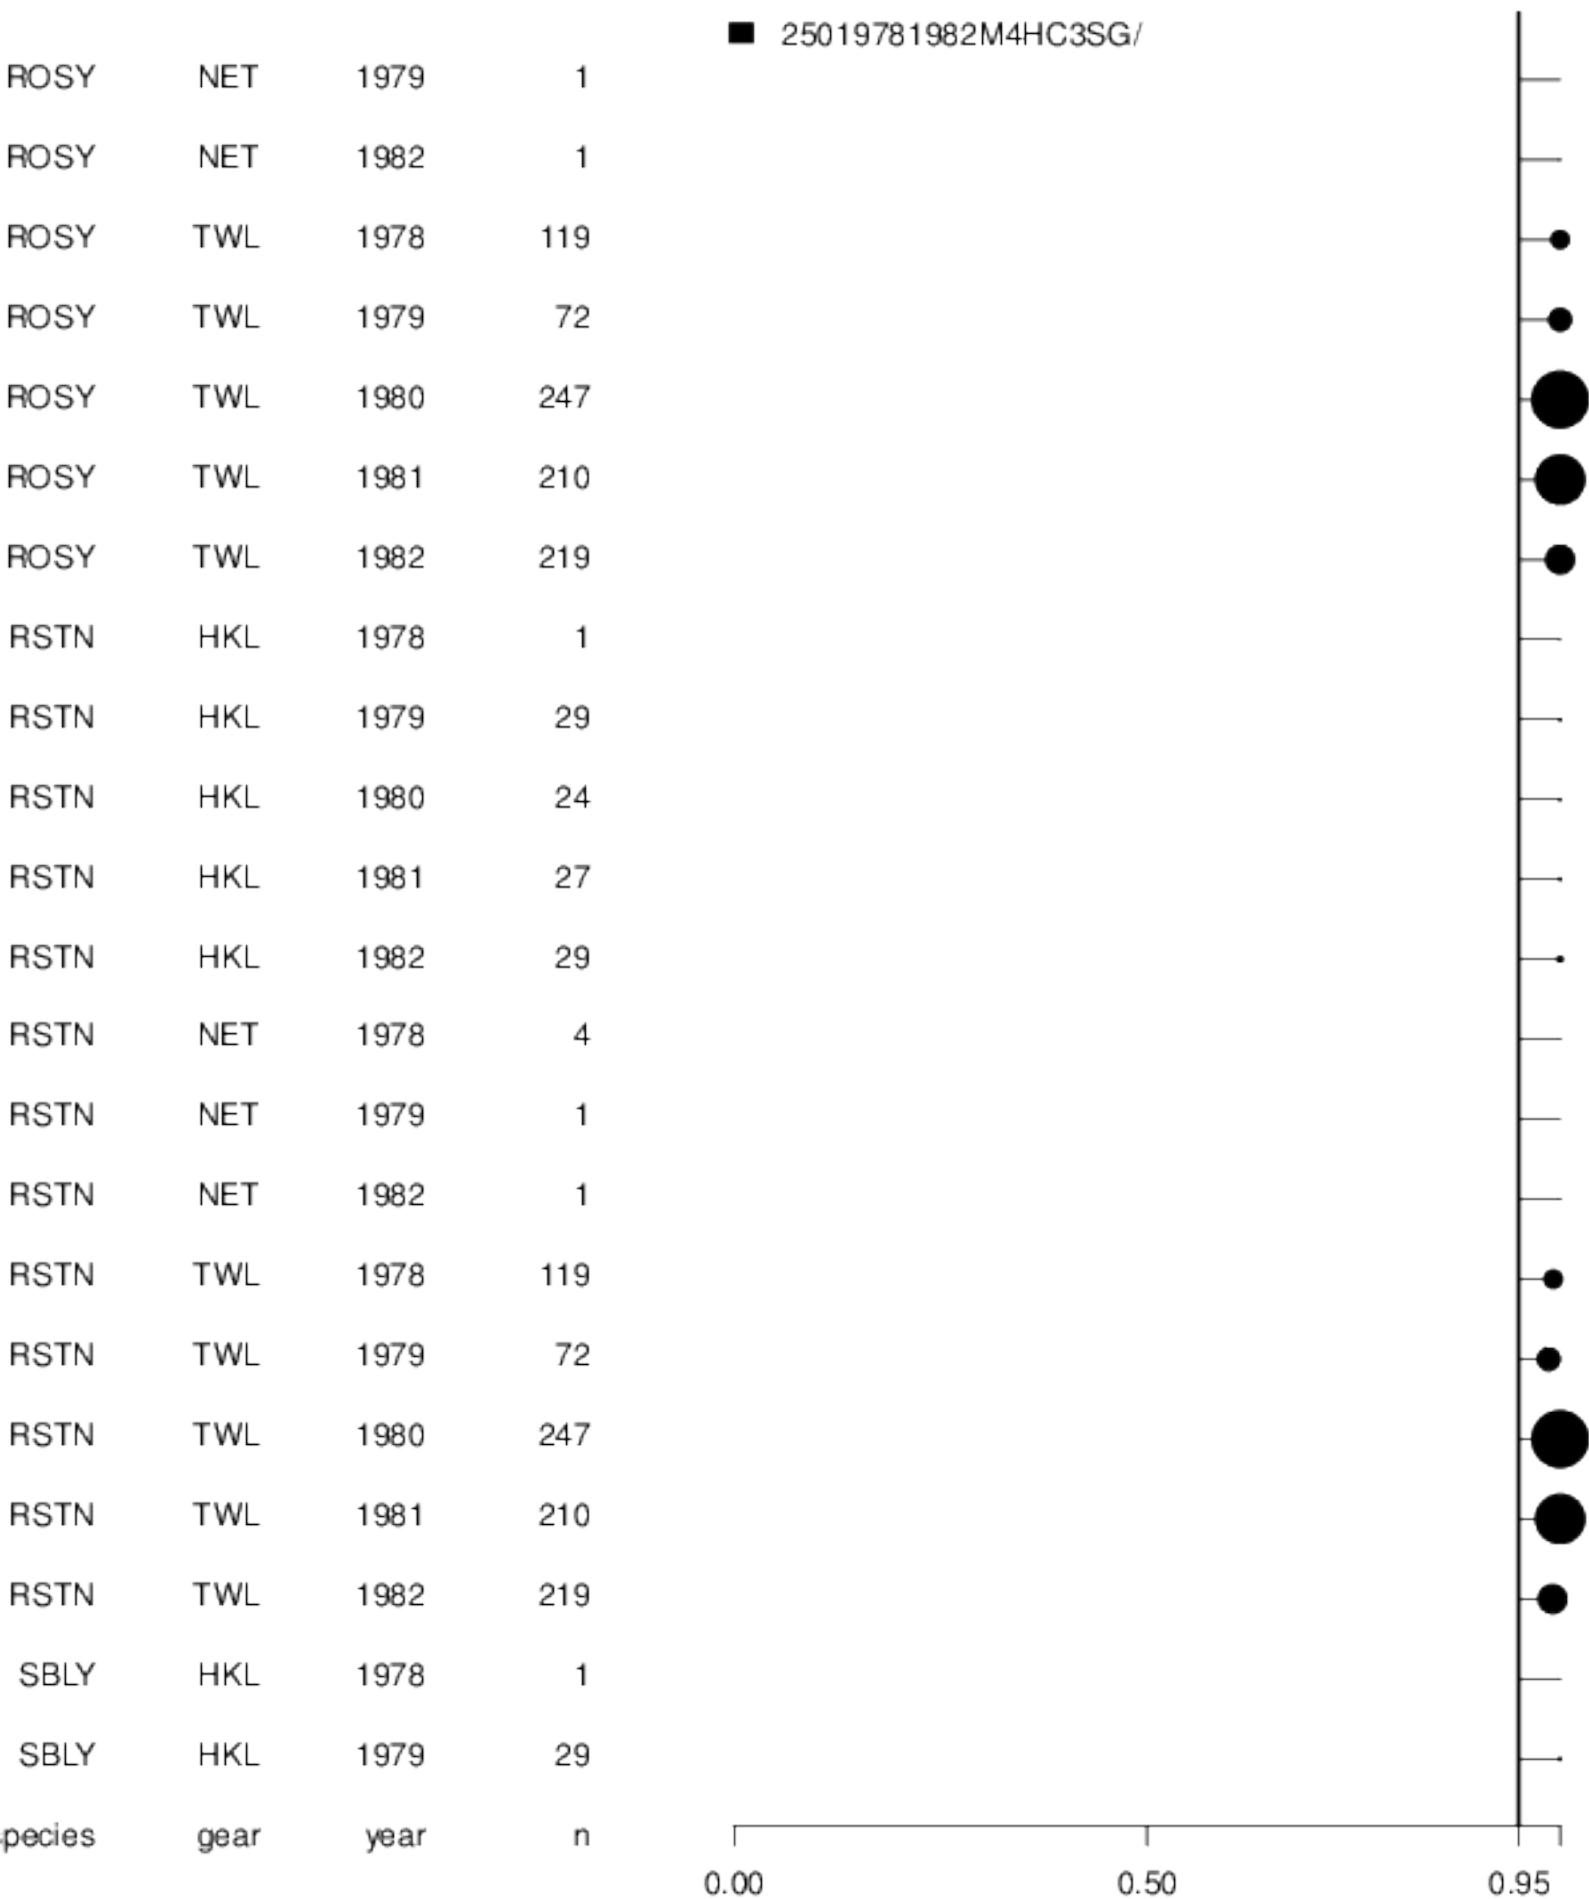 25019781982M4HC3SG/
ROSY NET 1979 1
ROSY NET 1982 1
ROSY TWL 1978 119
ROSY TWL 1979 72
ROSY TWL 1980 247
ROSY TWL 1981 210
ROSY TWL 1982 219
RSTN HKL 1978 1
RSTN HKL 1979 29
RSTN HKL 1980 24
RSTN HKL 1981 27
RSTN HKL 1982 29
RSTN NET 1978 4
RSTN NET 1979 1
RSTN NET 1982 1
RSTN TWL 1978 119
RSTN TWL 1979 72
RSTN TWL 1980 247
RSTN TWL 1981 210
RSTN TWL 1982 219
SBLY HKL 1978 1
SBLY HKL 1979 29
pecies gear year n
0.00 0.50 0.95